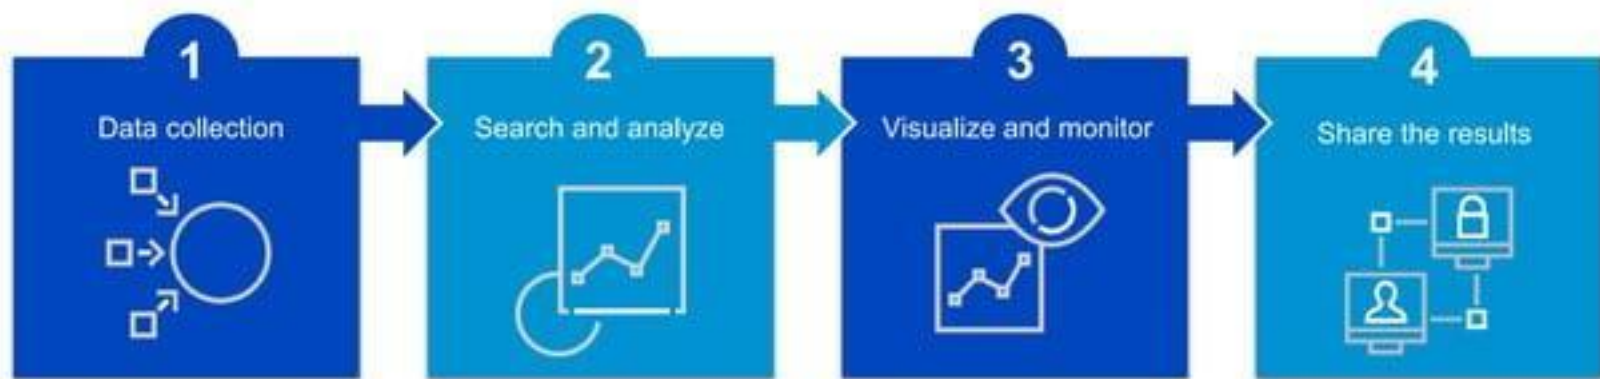 1
Data collection
2
Search and analyze
3
Visualize and monitor
4
Share the results